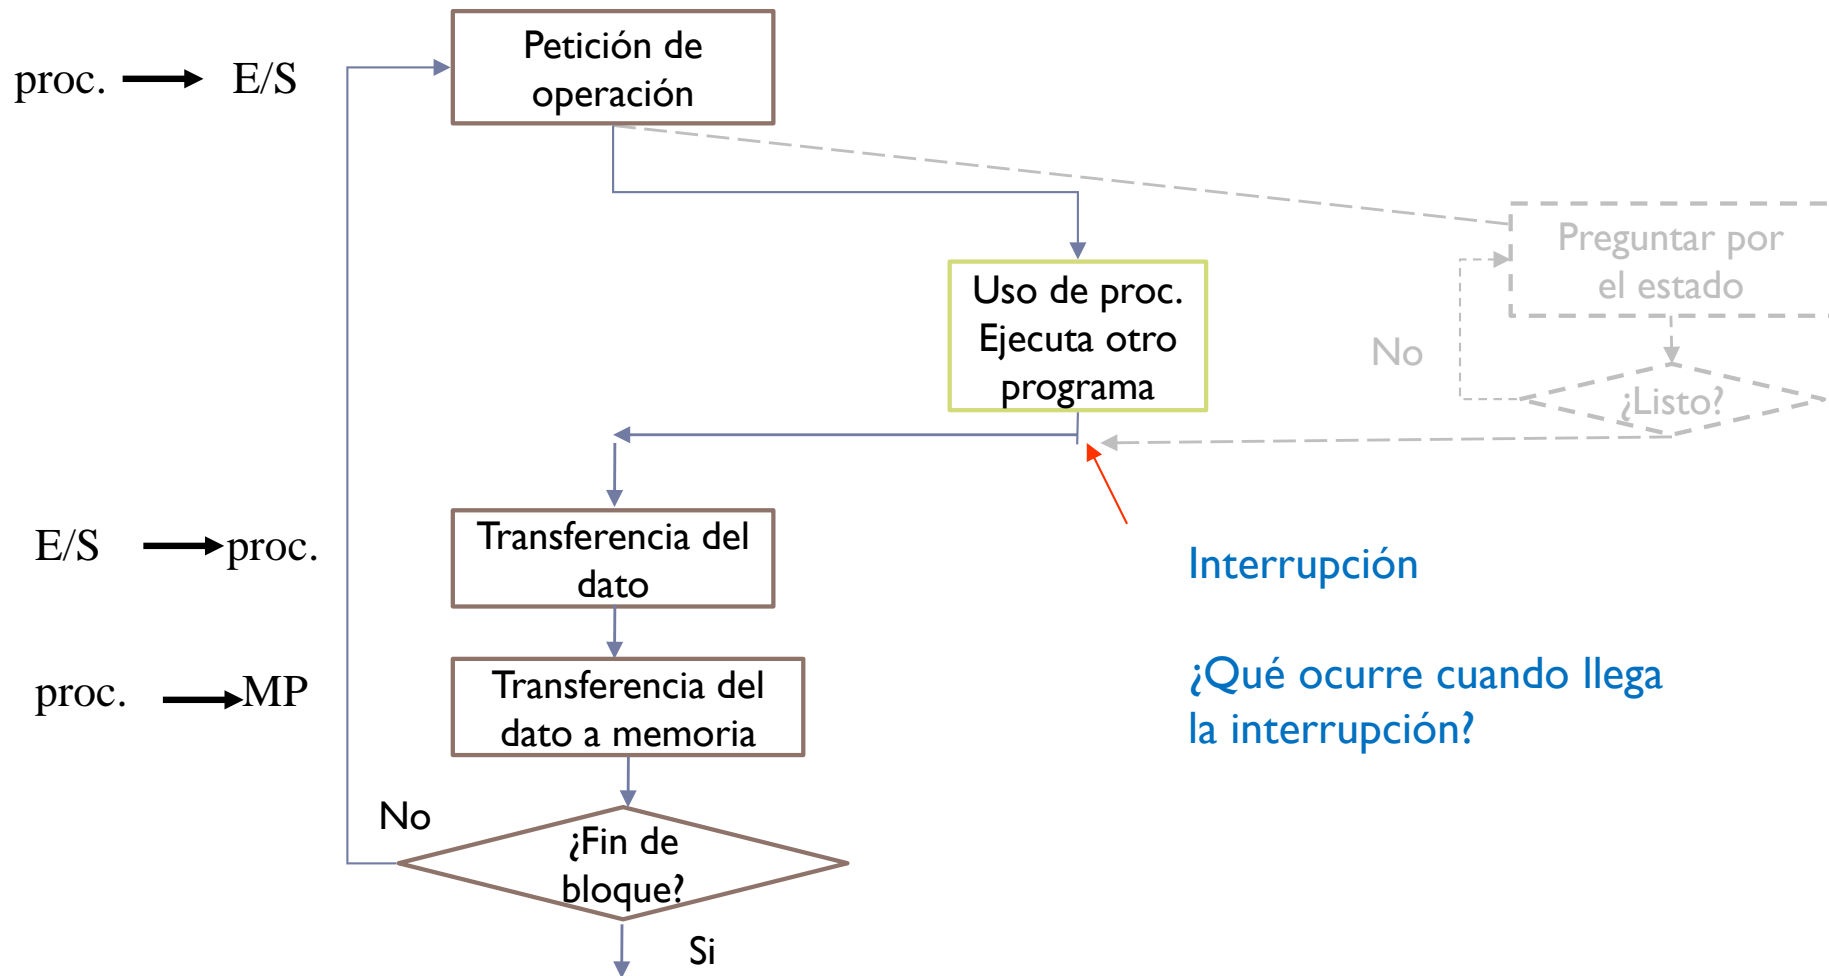 Petición de
operación
proc.
E/S
Preguntar por
el estado
Uso de proc.
Ejecuta otro
programa
No
¿Listo?
E/S
proc.
Transferencia del
dato
Interrupción
proc.
MP
Transferencia del
dato a memoria
¿Qué ocurre cuando llega
la interrupción?
No
¿Fin de
bloque?
Si